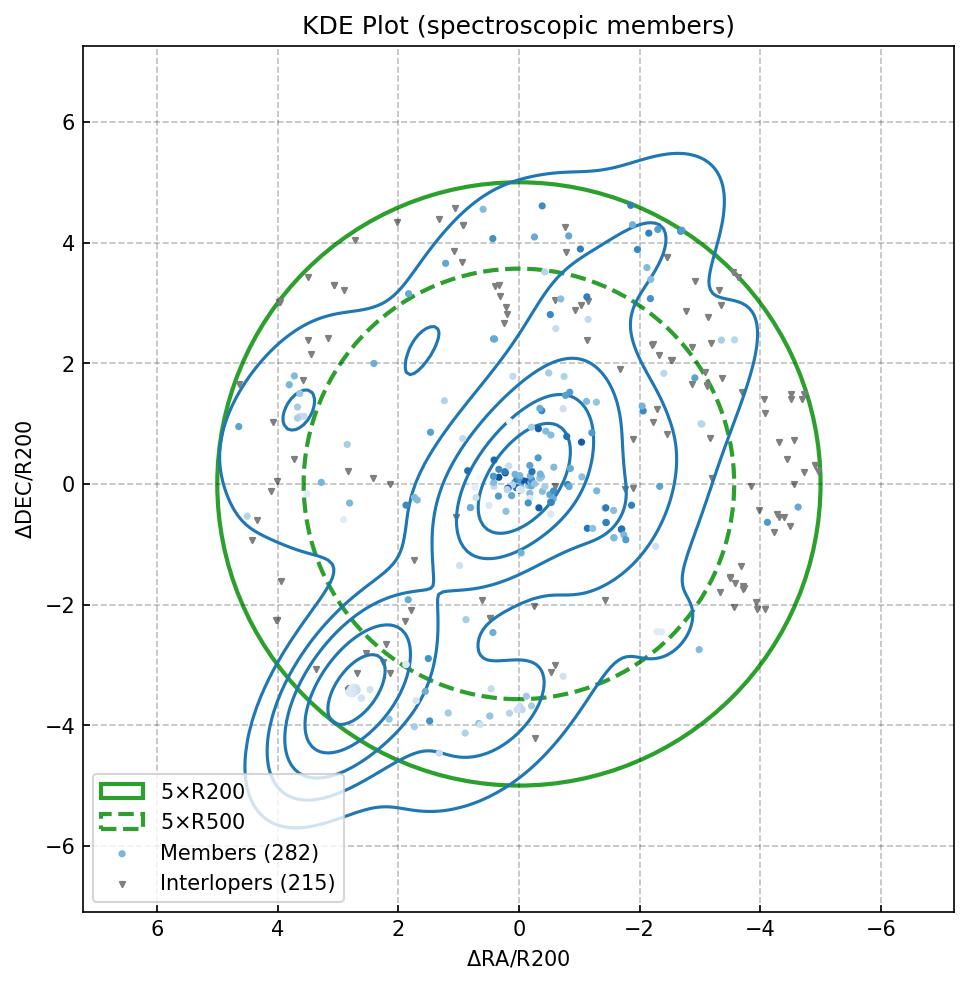 KDE Plot (spectroscopic members)
6
4
2
0
−2
−4
−6
ΔDEC/R200
5×R200
5×R500
Members (282)
Interlopers (215)
6 4 2 0 −2 −4 −6
ΔRA/R200